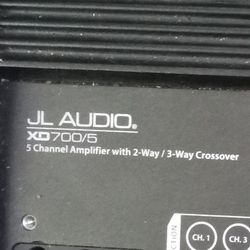 JL AUDIO®
XD700/5
5 Channel Amplifier with 2-Way / 3-Way Crossover
CH. 1
CH. 3